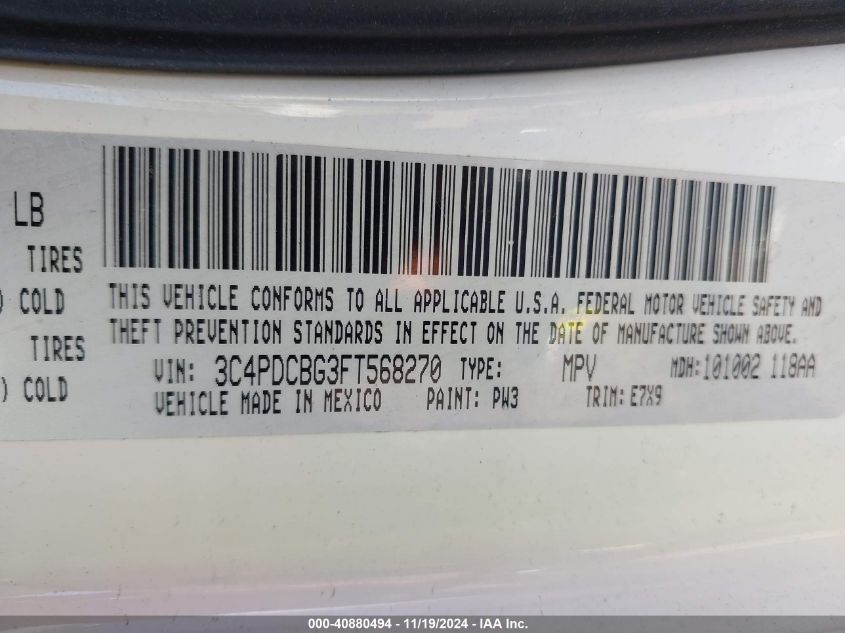 LB
TIRES
) COLD
TIRES
) COLD
THIS VEHICLE CONFORMS TO ALL APPLICABLE U.S.A. FEDERAL MOTOR VEHICLE SAFETY AND
THEFT PREVENTION STANDARDS IN EFFECT ON THE DATE OF MANUFACTURE SHOWN ABOVE.
VIN: 3C4PDCBG3FT568270 TYPE: MPV MDH:101002 118AA
VEHICLE MADE IN MEXICO PAINT: PW3 TRIM: E7X9
000-40880494 - 11/19/2024 - IAA Inc.